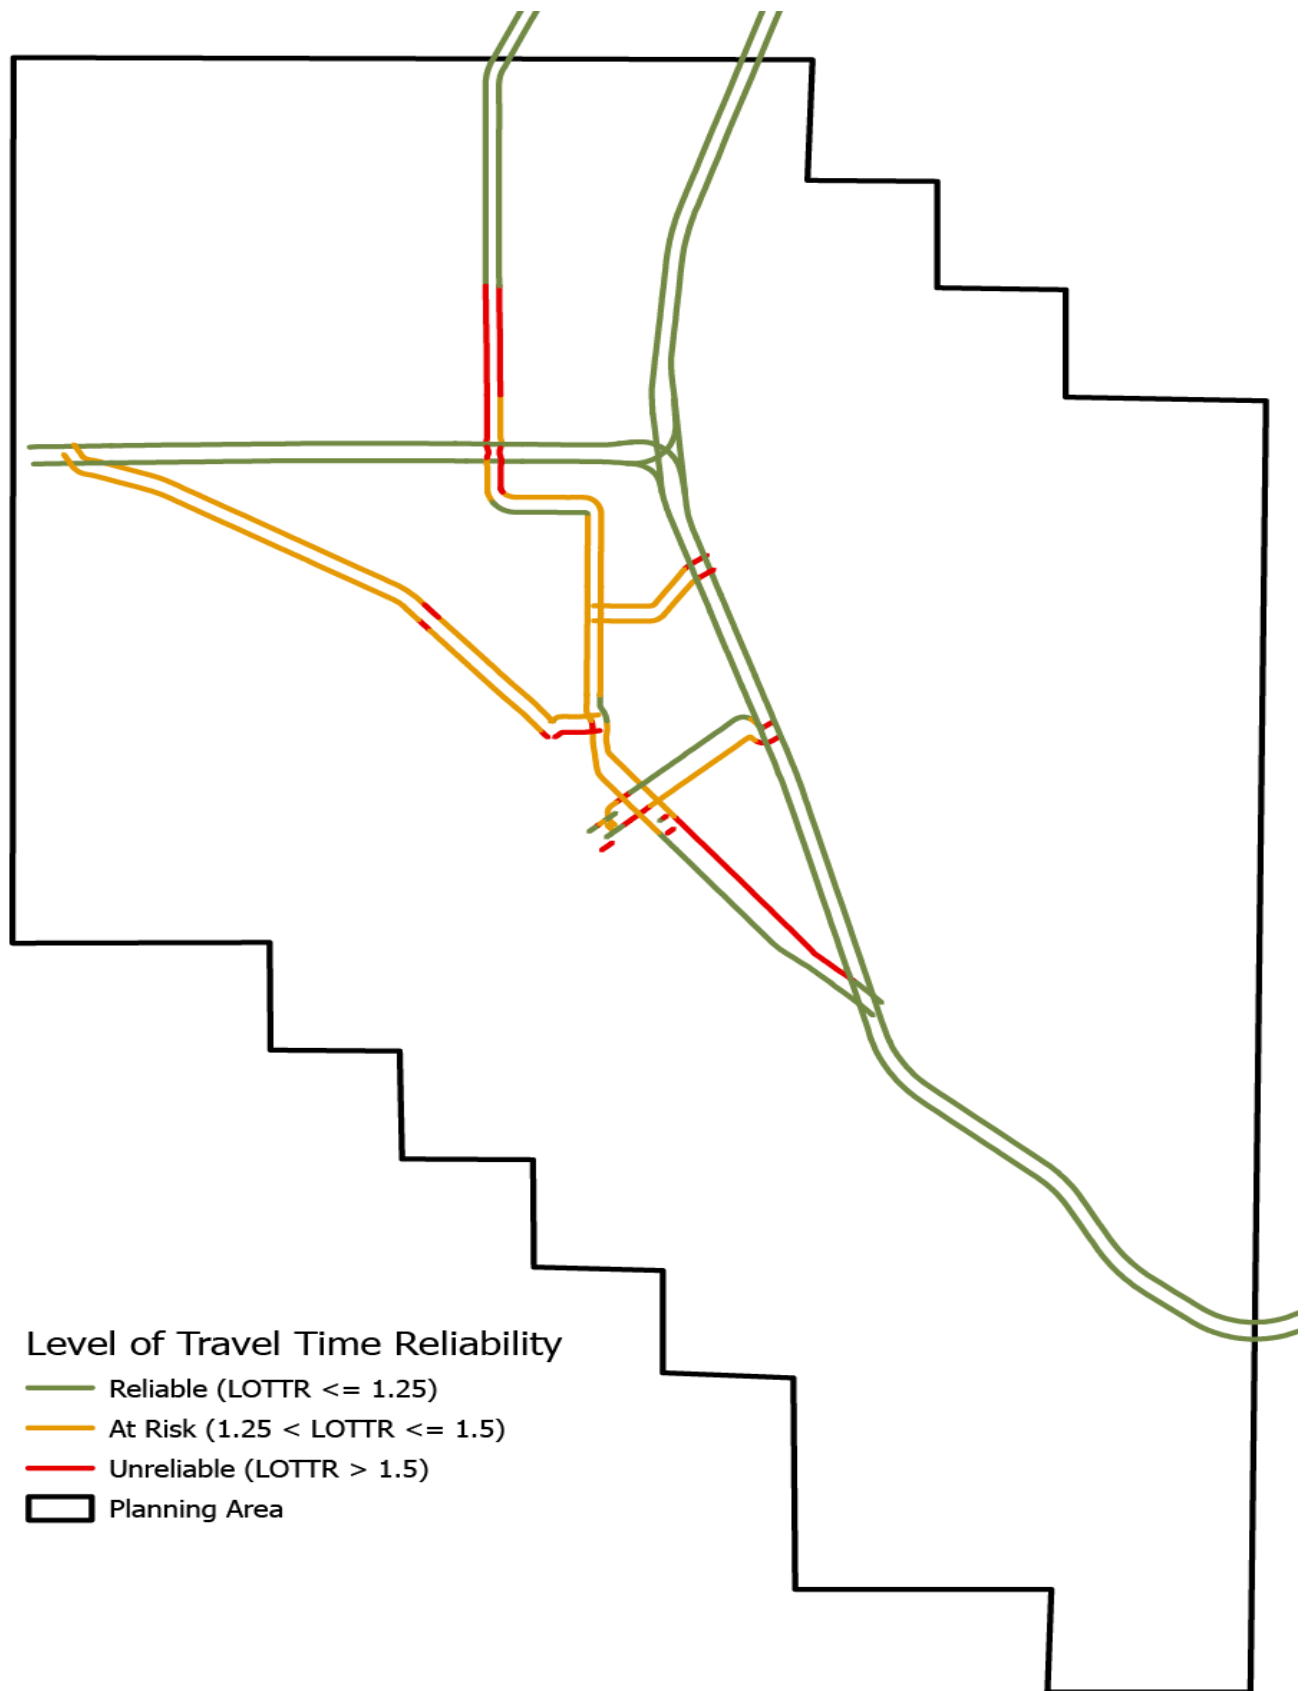 Level of Travel Time Reliability
Reliable (LOTTR <= 1.25)
At Risk (1.25 < LOTTR <= 1.5)
Unreliable (LOTTR > 1.5)
Planning Area